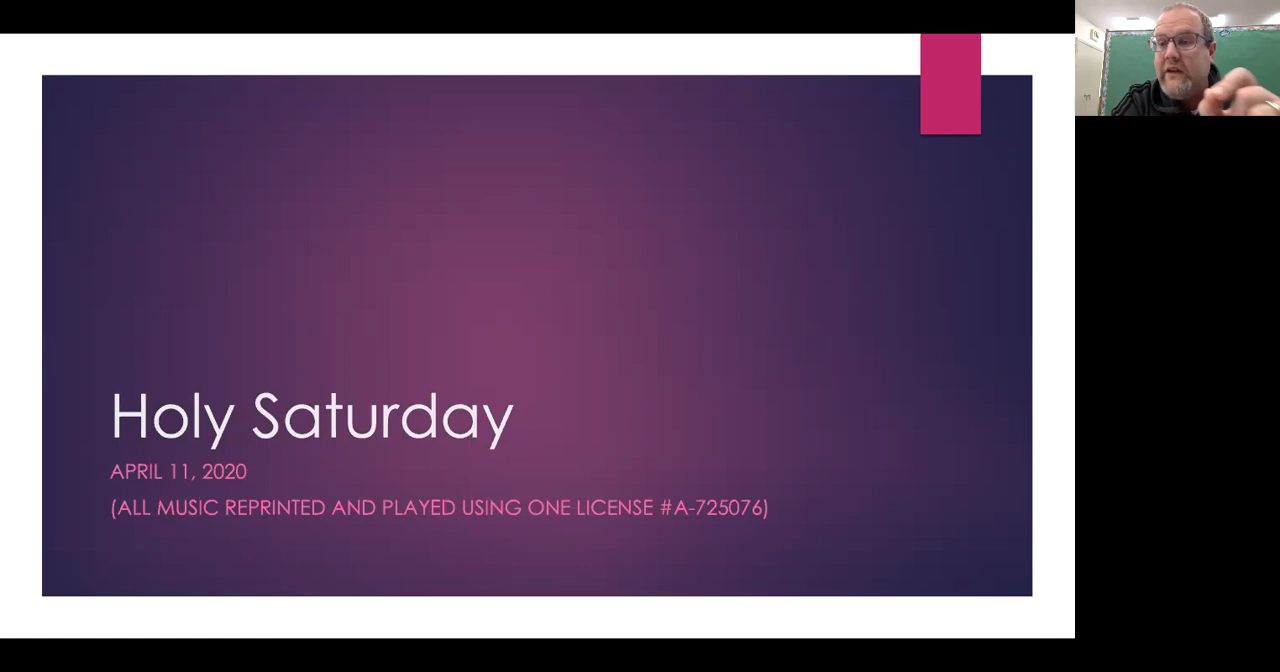 Holy Saturday
APRIL 11, 2020
(ALL MUSIC REPRINTED AND PLAYED USING ONE LICENSE #A-725076)